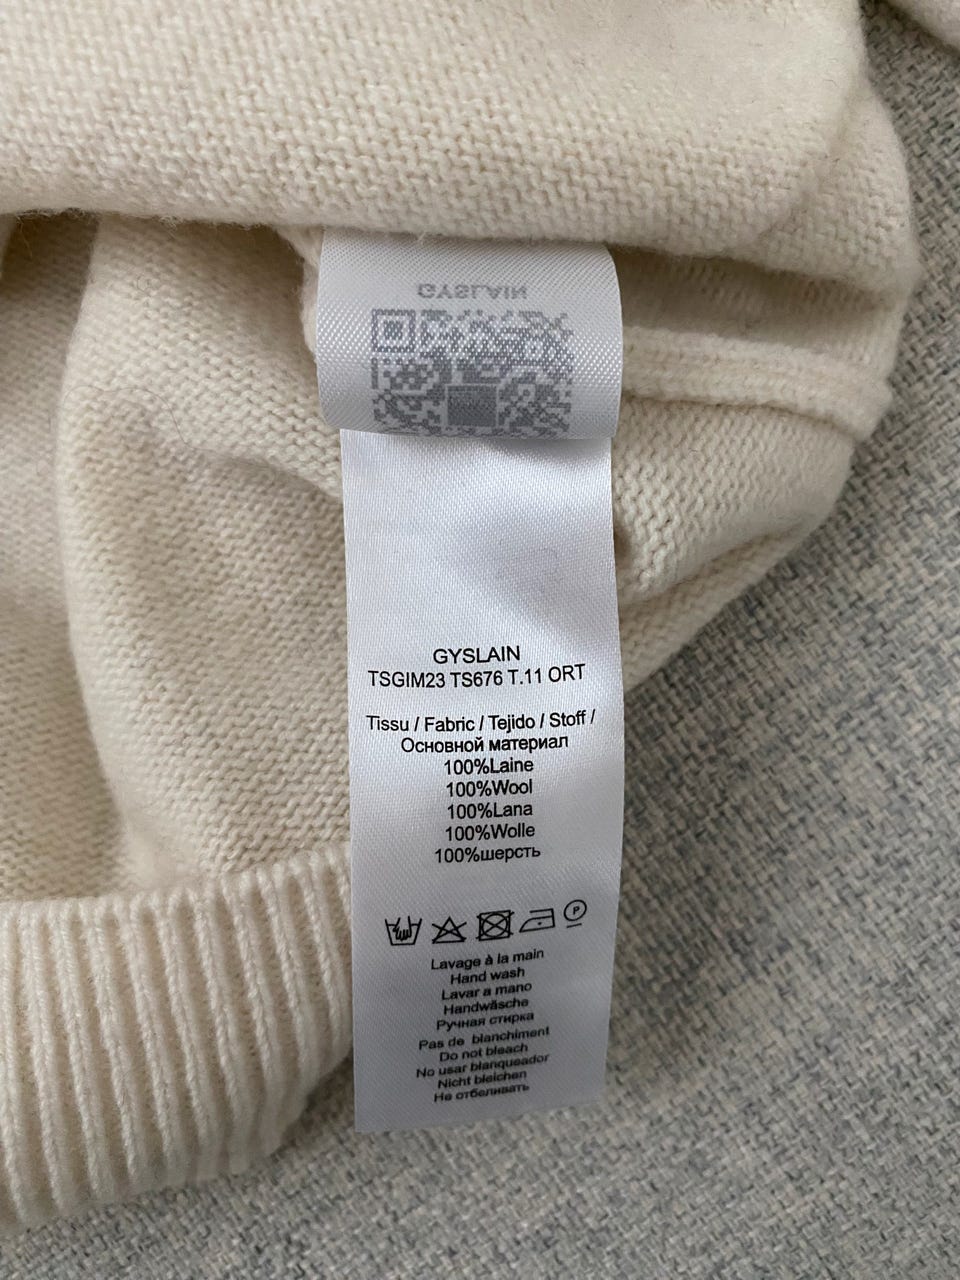 GYSLAIN
GYSLAIN
TSGIM23 TS676 T.11 ORT
Tissu / Fabric / Tejido / Stoff /
Основной материал
100%Laine
100%Wool
100%Lana
100%Wolle
100%шерсть
P
Lavage à la main
Hand wash
Lavar a mano
Handwäsche
Ручная стирка
Pas de blanchiment
Do not bleach
No usar blanqueador
Nicht bleichen
Не отбеливать